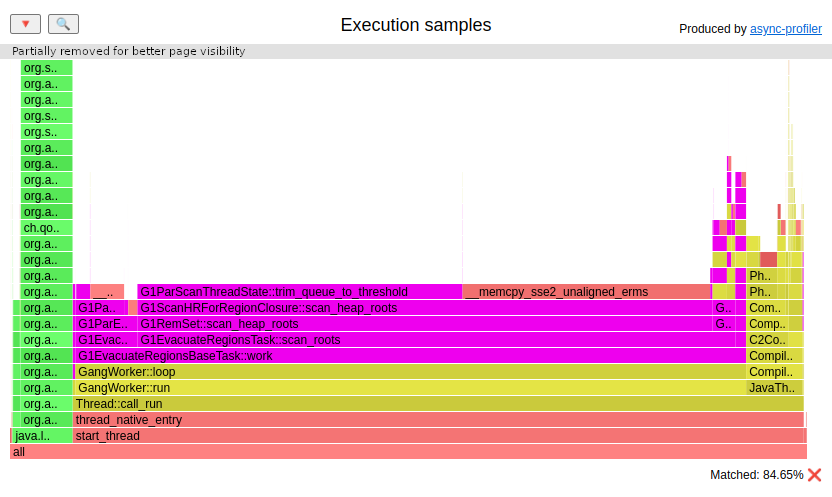 Execution samples
Produced by async-profiler
Partially removed for better page visibility
org.s..
org.a..
org.a..
org.s..
org.s..
org.a..
org.a..
org.a..
org.a..
org.a..
ch.qo..
org.a..
org.a..
org.a.. Ph..
org.a.. __.. G1ParScanThreadState::trim_queue_to_threshold __memcpy_sse2_unaligned_erms Ph..
org.a.. G1Pa.. G1ScanHRForRegionClosure::scan_heap_roots G.. Com..
org.a.. G1ParE.. G1RemSet::scan_heap_roots G.. Comp..
org.a.. G1Evac.. G1EvacuateRegionsTask::scan_roots C2Co..
org.a.. G1EvacuateRegionsBaseTask::work Compil..
org.a.. GangWorker::loop Compil..
org.a.. GangWorker::run JavaTh..
org.a.. Thread::call_run
org.a.. thread_native_entry
java.l.. start_thread
all
Matched: 84.65%